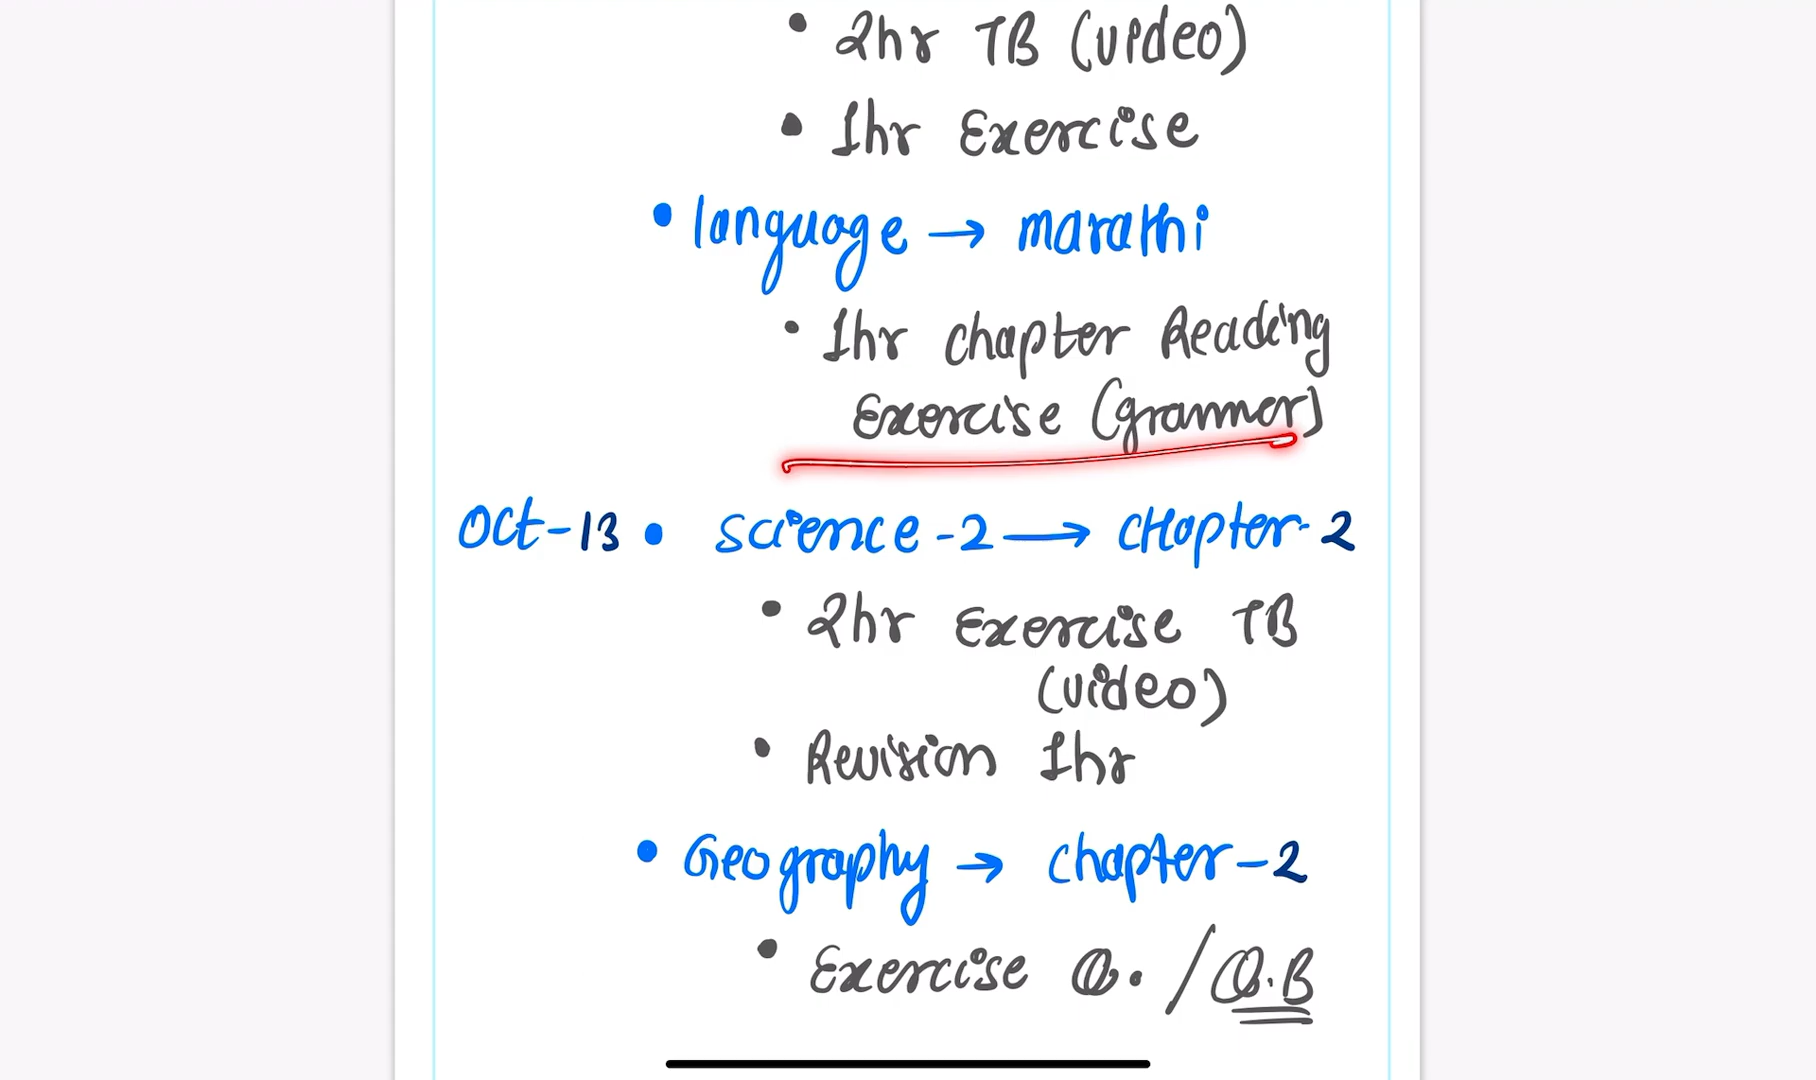 • 2hr TB (video)
• 1hr Exercise
• language → marathi
• 1hr chapter Reading
Exercise (grammer)
Oct-13 • Science-2 → Chapter-2
• 2hr Exercise TB
(video)
• Revision 1hr
• Geography → chapter-2
• Exercise Q. / Q.B